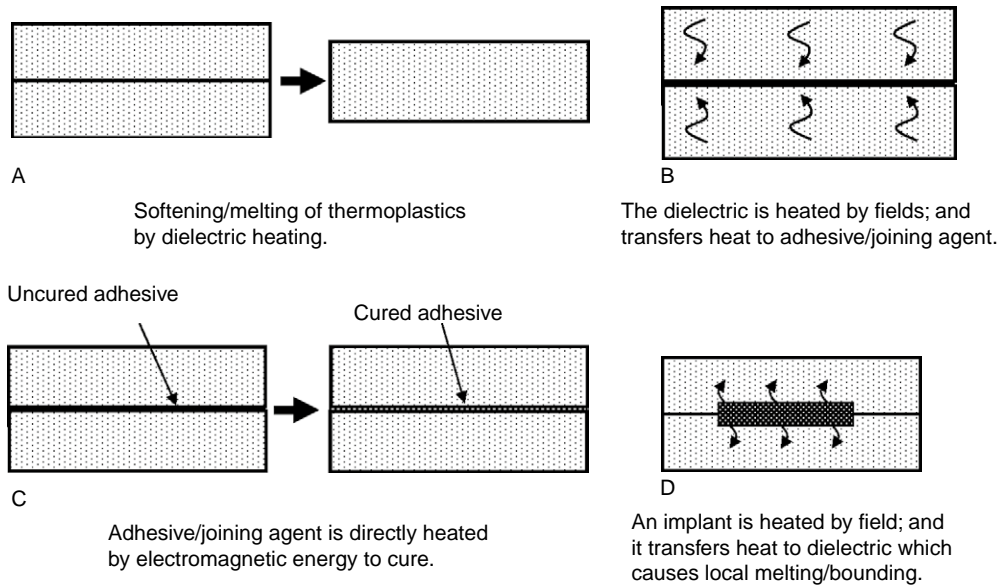 A
Softening/melting of thermoplastics
by dielectric heating.
B
The dielectric is heated by fields; and
transfers heat to adhesive/joining agent.
Uncured adhesive
Cured adhesive
C
Adhesive/joining agent is directly heated
by electromagnetic energy to cure.
D
An implant is heated by field; and
it transfers heat to dielectric which
causes local melting/bounding.